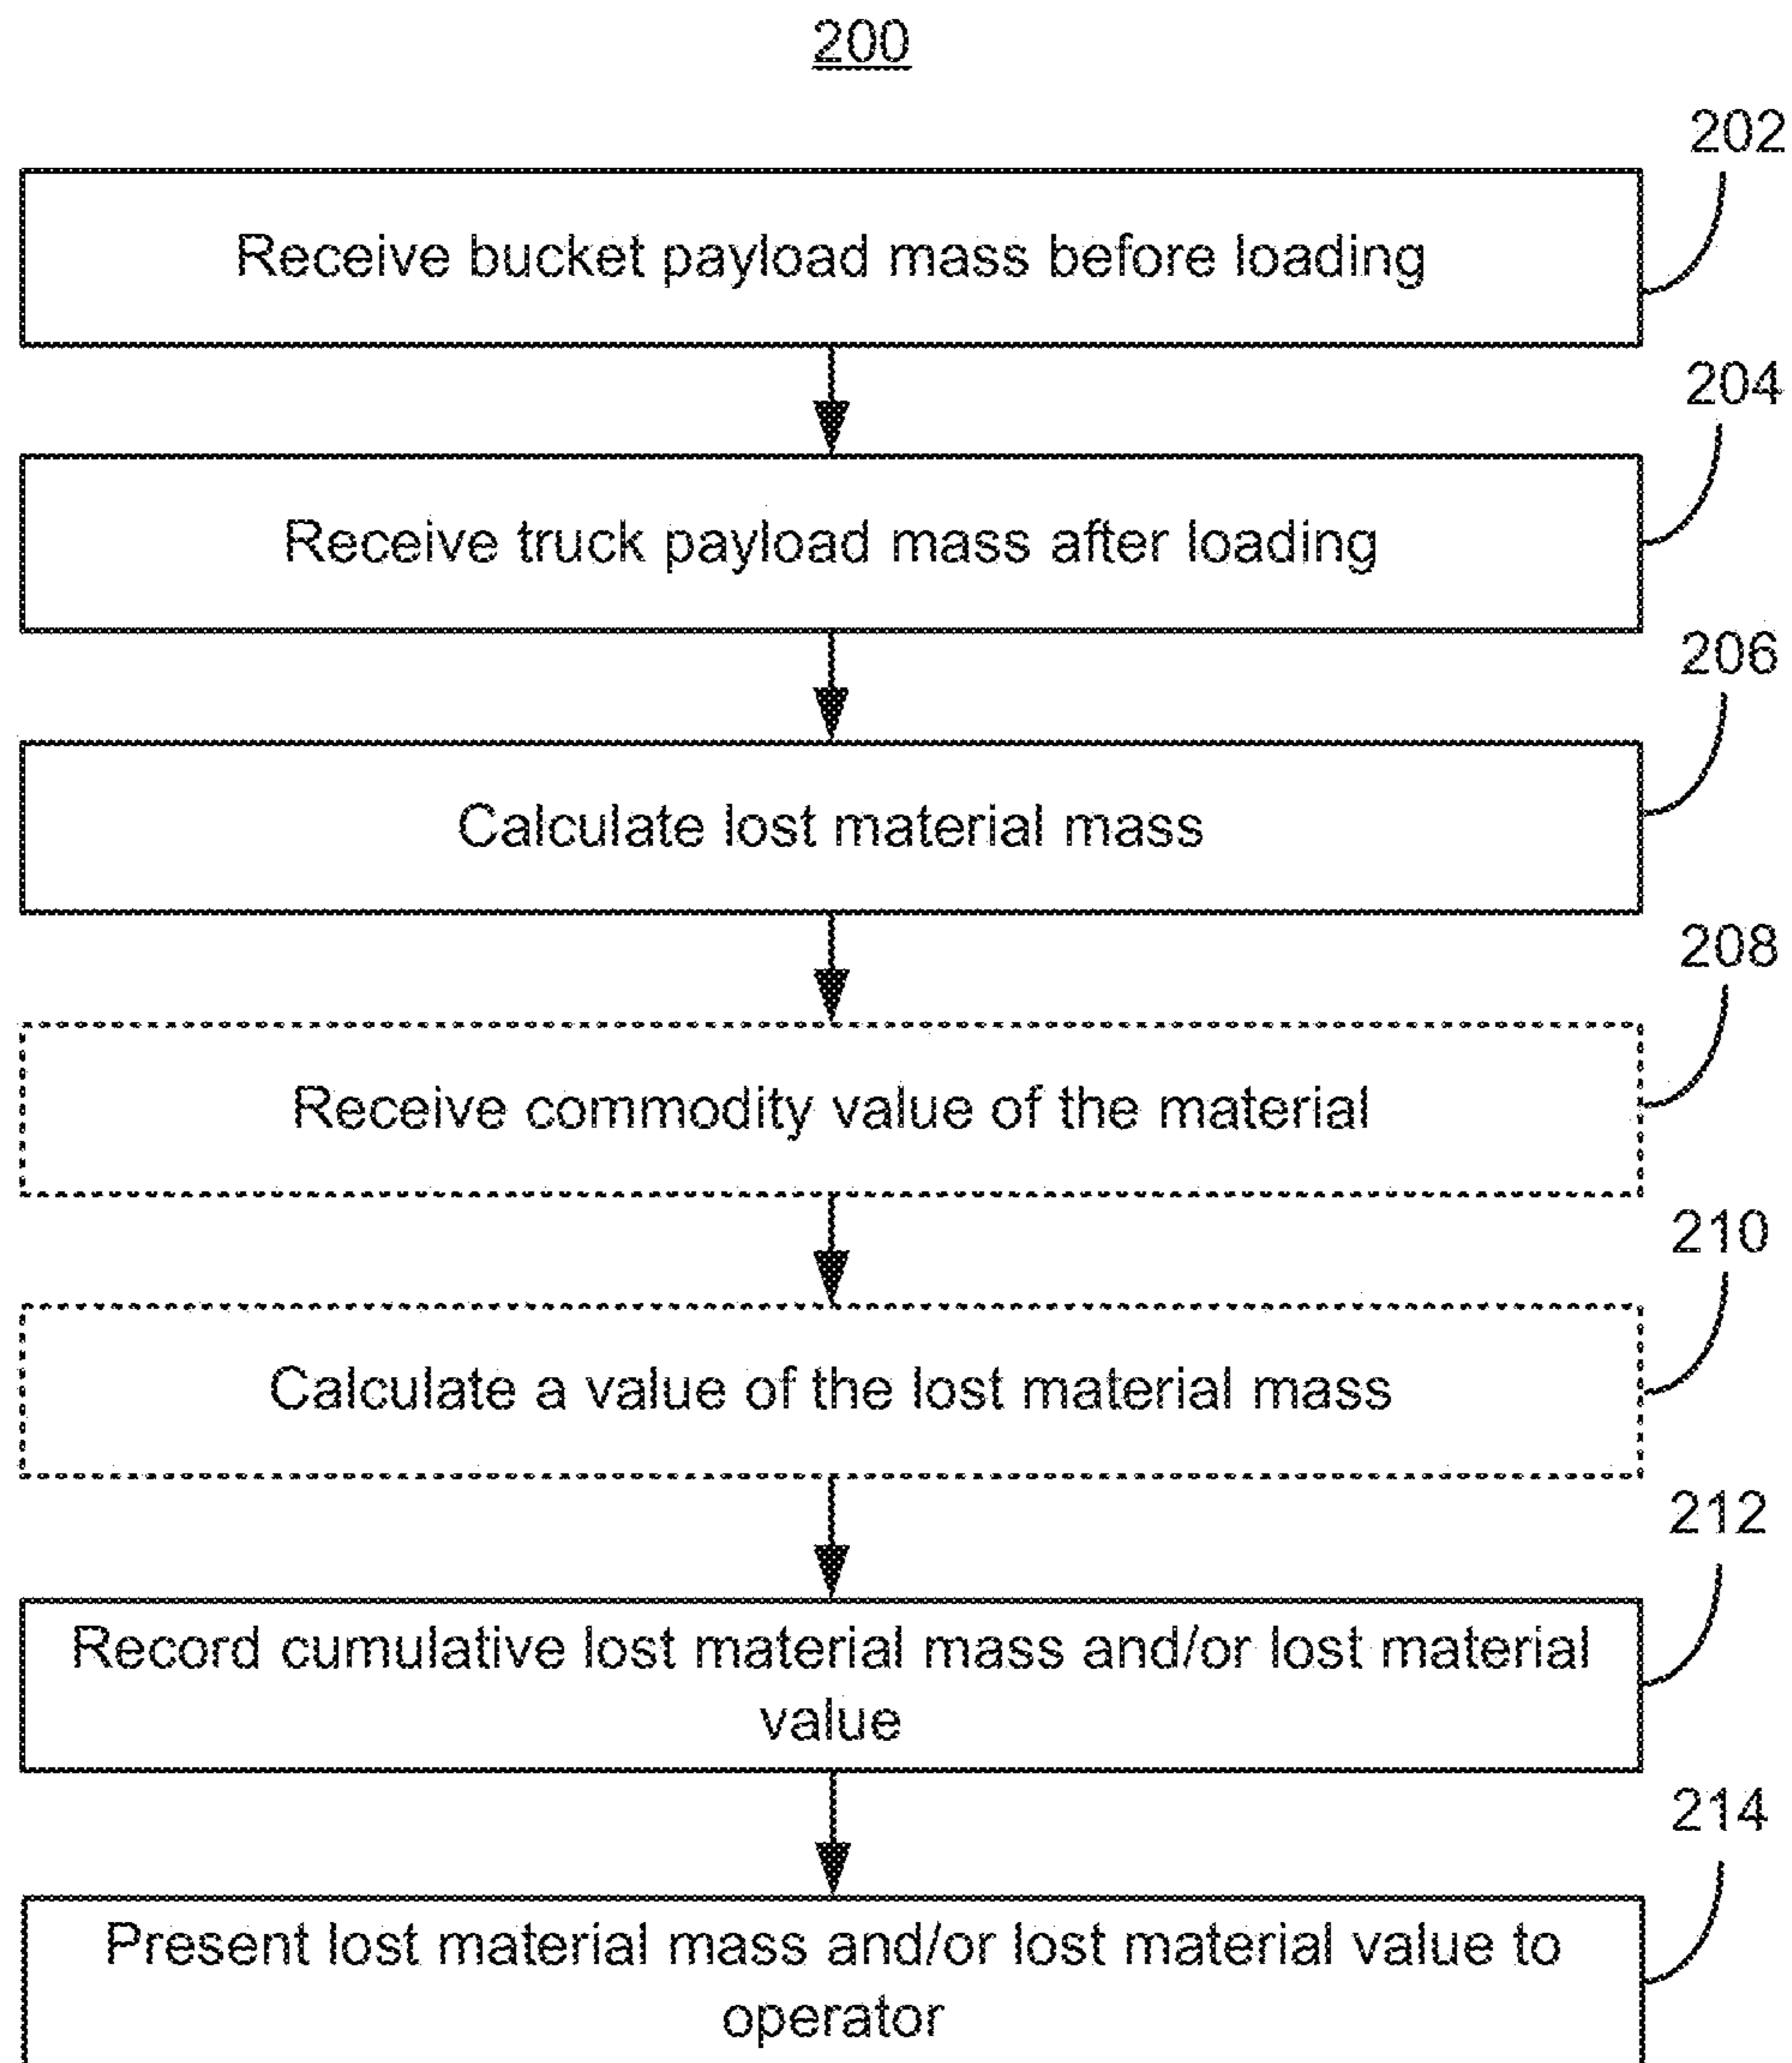 200
202
Receive bucket payload mass before loading
204
Receive truck payload mass after loading
206
Calculate lost material mass
208
Receive commodity value of the material
210
Calculate a value of the lost material mass
212
Record cumulative lost material mass and/or lost material
value
214
Present lost material mass and/or lost material value to
operator